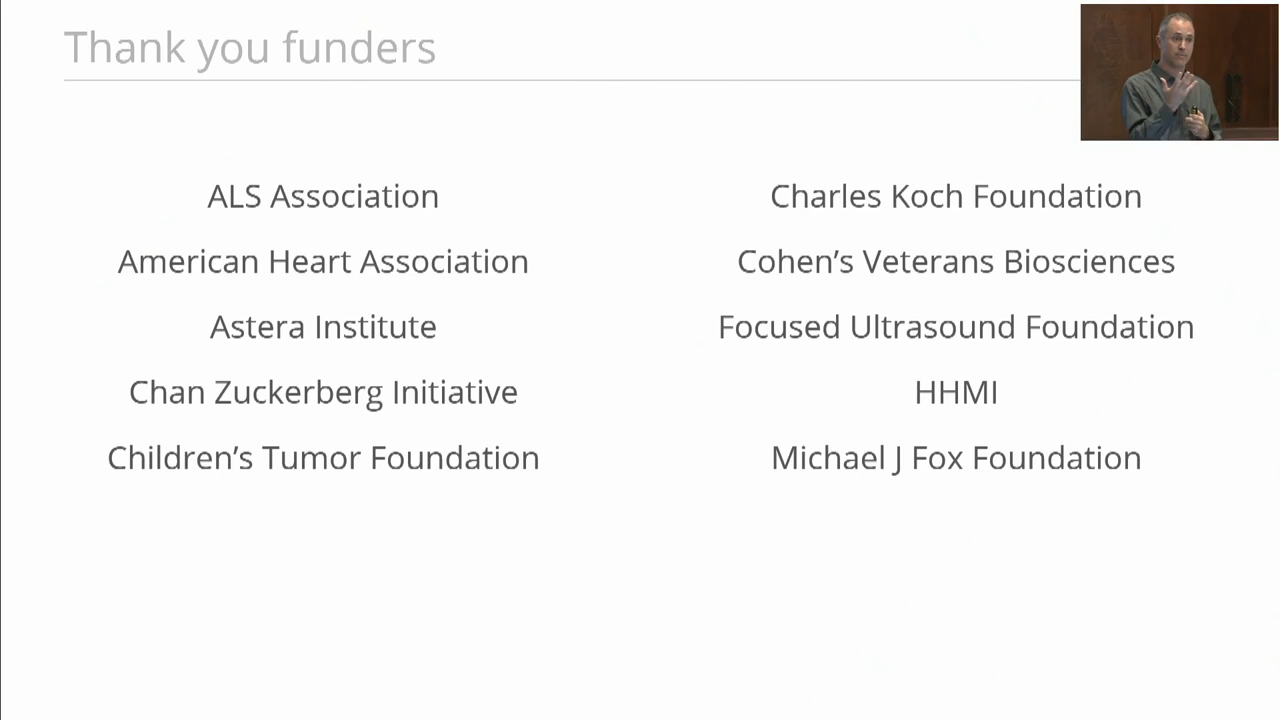 Thank you funders
ALS Association
American Heart Association
Astera Institute
Chan Zuckerberg Initiative
Children's Tumor Foundation
Charles Koch Foundation
Cohen's Veterans Biosciences
Focused Ultrasound Foundation
HHMI
Michael J Fox Foundation